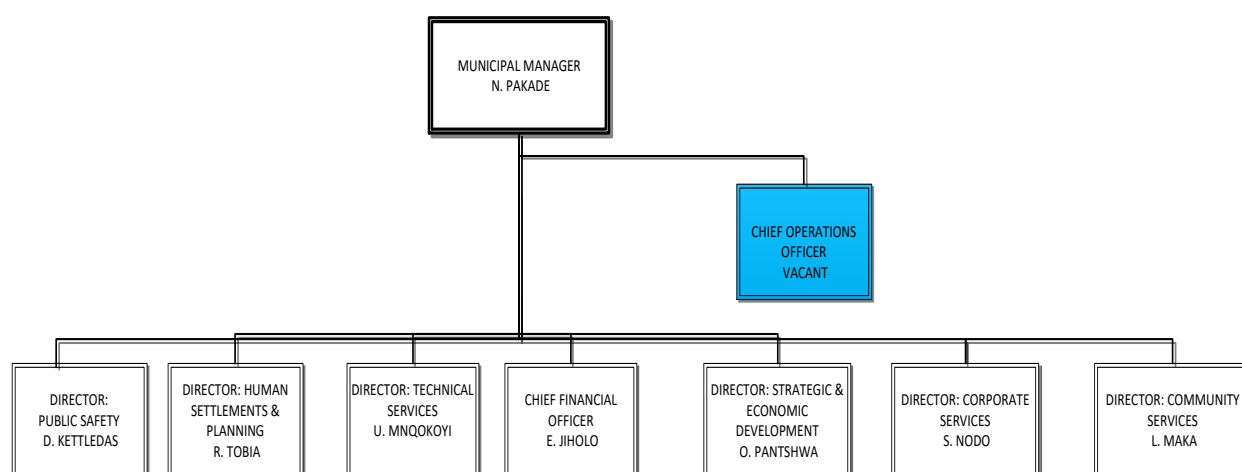 MUNICIPAL MANAGER
N. PAKADE
CHIEF OPERATIONS
OFFICER
VACANT
DIRECTOR:
PUBLIC SAFETY
D. KETTLEDAS
DIRECTOR: HUMAN
SETTLEMENTS &
PLANNING
R. TOBIA
DIRECTOR: TECHNICAL
SERVICES
U. MNQOKOYI
CHIEF FINANCIAL
OFFICER
E. JIHOLO
DIRECTOR: STRATEGIC &
ECONOMIC
DEVELOPMENT
O. PANTSHWA
DIRECTOR: CORPORATE
SERVICES
S. NODO
DIRECTOR: COMMUNITY
SERVICES
L. MAKA